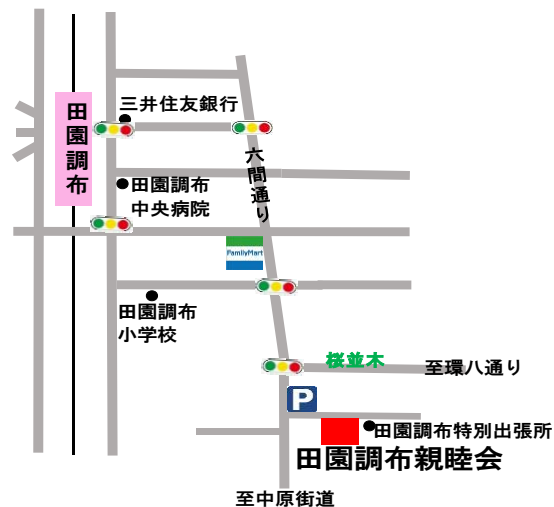 三井住友銀行
田園調布
六間通り
田園調布
中央病院
FamilyMart
田園調布
小学校
桜並木
至環八通り
P
田園調布特別出張所
田園調布親睦会
至中原街道